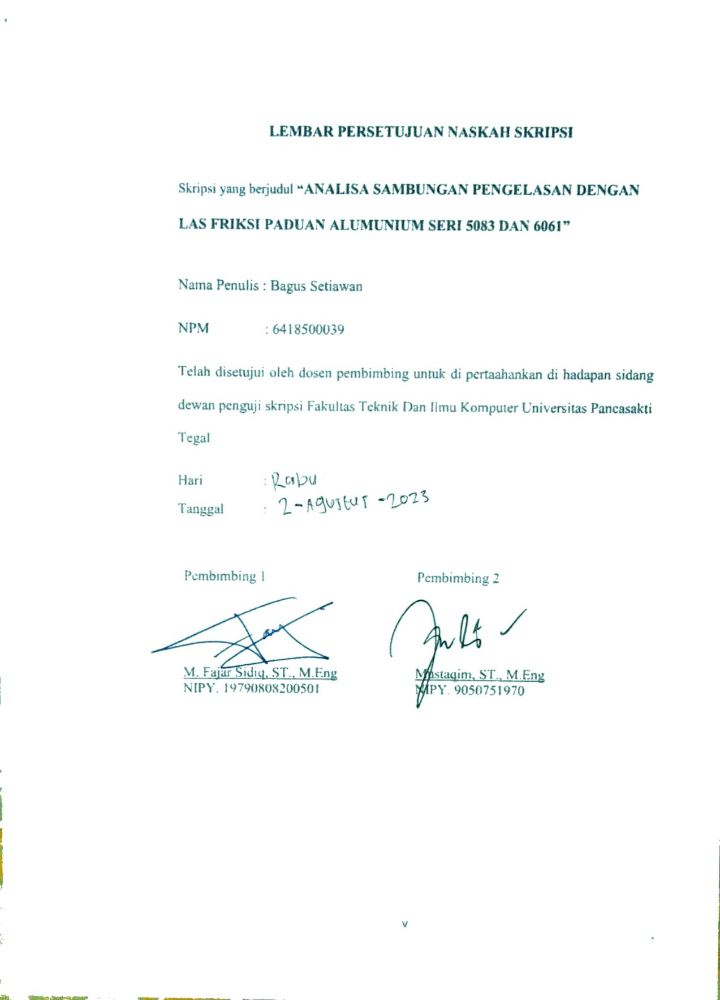 LEMBAR PERSETUJUAN NASKAH SKRIPSI
Skripsi yang berjudul “ANALISA SAMBUNGAN PENGELASAN DENGAN
LAS FRIKSI PADUAN ALUMUNIUM SERI 5083 DAN 6061”
Nama Penulis : Bagus Setiawan
NPM : 6418500039
Telah disetujui oleh dosen pembimbing untuk di pertaahankan di hadapan sidang
dewan penguji skripsi Fakultas Teknik Dan Ilmu Komputer Universitas Pancasakti
Tegal
Hari : Rabu
Tanggal : 2-Agustus-2023
Pembimbing 1 Pembimbing 2
M. Fajar Sidiq, ST., M.Eng Mustaqim, ST., M.Eng
NIPY. 19790808200501 NIPY. 9050751970
v